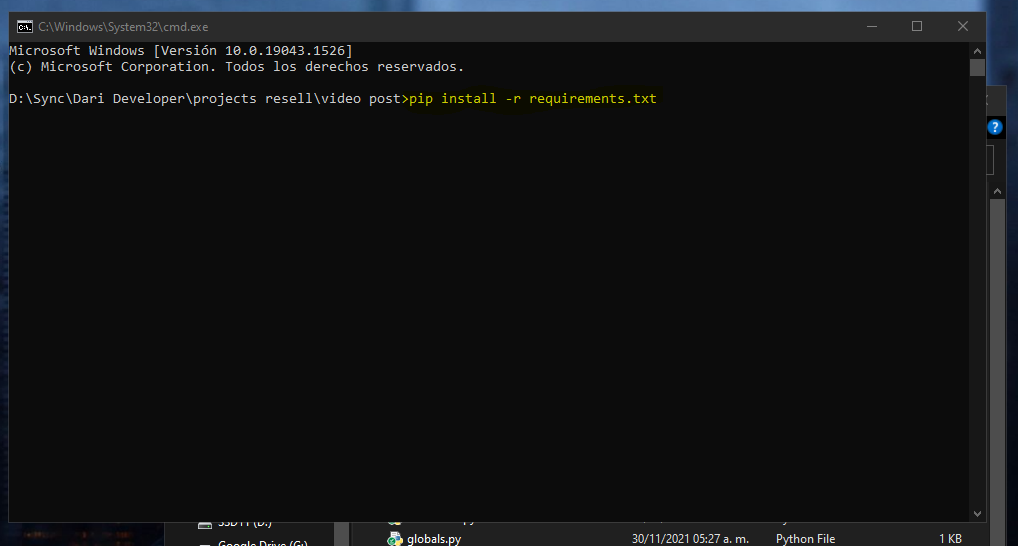 C:\Windows\System32\cmd.exe
Microsoft Windows [Versión 10.0.19043.1526]
(c) Microsoft Corporation. Todos los derechos reservados.
D:\Sync\Dari Developer\projects resell\video post>pip install -r requirements.txt
globals.py 30/11/2021 05:27 a. m. Python File 1 KB
Google Drive (G:)